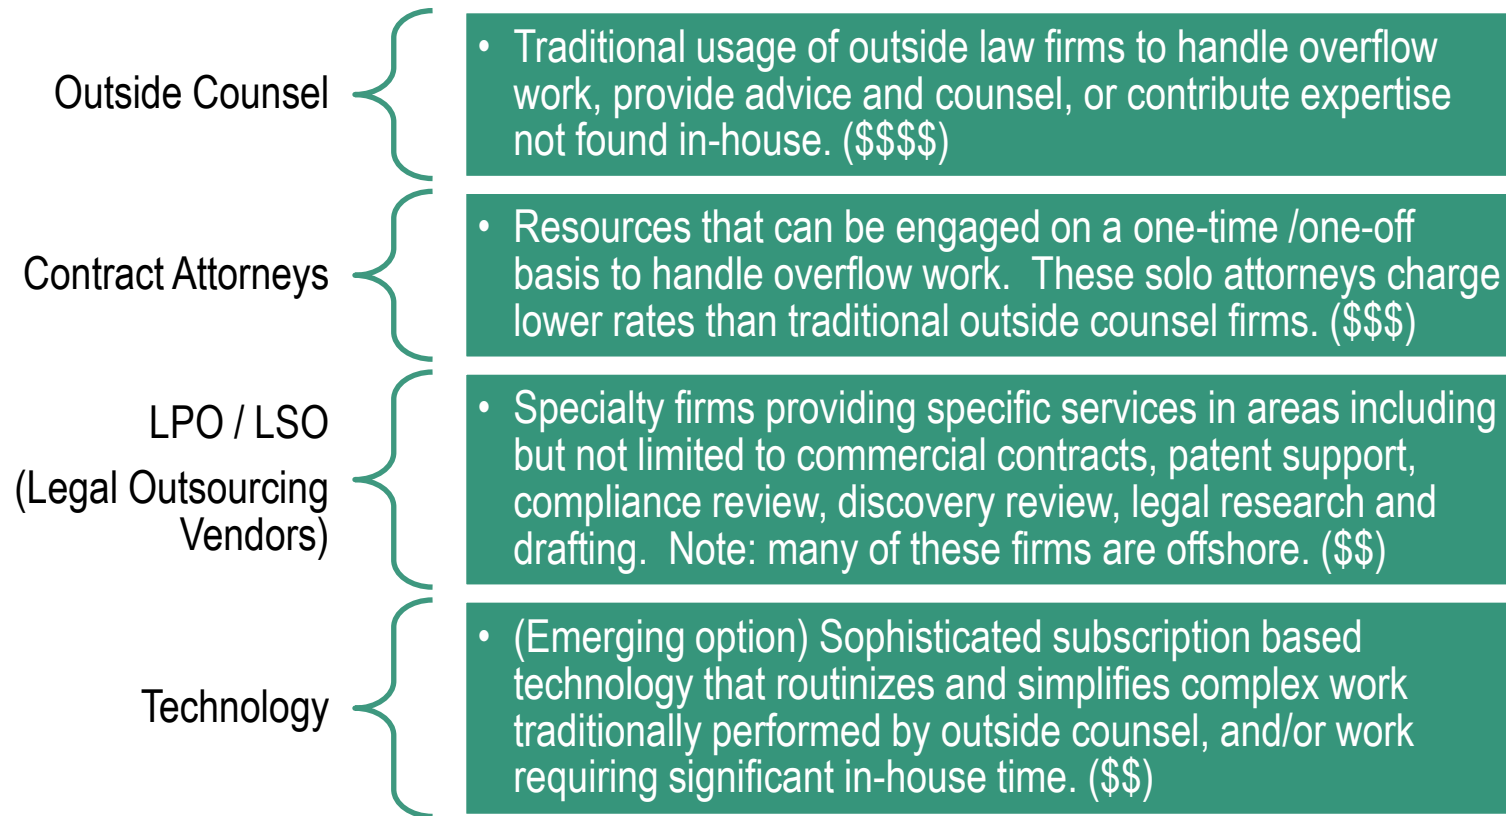 Outside Counsel
• Traditional usage of outside law firms to handle overflow
work, provide advice and counsel, or contribute expertise
not found in-house. ($$$$)
Contract Attorneys
• Resources that can be engaged on a one-time /one-off
basis to handle overflow work.  These solo attorneys charge
lower rates than traditional outside counsel firms. ($$$)
LPO / LSO
(Legal Outsourcing
Vendors)
• Specialty firms providing specific services in areas including
but not limited to commercial contracts, patent support,
compliance review, discovery review, legal research and
drafting.  Note: many of these firms are offshore. ($$)
Technology
• (Emerging option) Sophisticated subscription based
technology that routinizes and simplifies complex work
traditionally performed by outside counsel, and/or work
requiring significant in-house time. ($$)